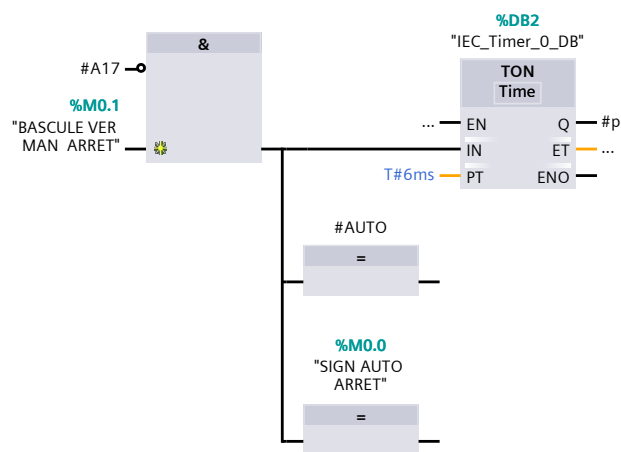 %DB2
"IEC_Timer_0_DB"
&
TON
Time
#A17
%M0.1
"BASCULE VER
MAN ARRET"
... EN Q #p
IN ET ...
T#6ms PT ENO
#AUTO
=
%M0.0
"SIGN AUTO
ARRET"
=